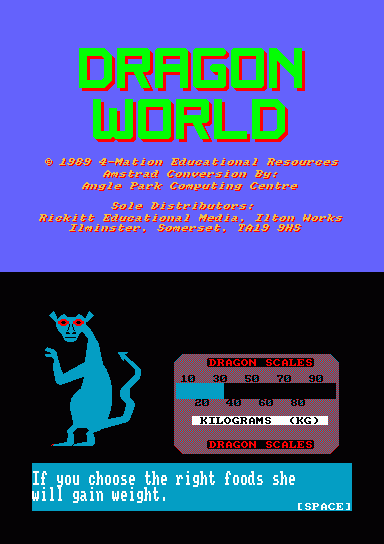 DRAGON
WORLD
© 1989 4-Mation Educational Resources
Amstrad Conversion By:
Angle Park Computing Centre
Sole Distributors:
Rickitt Educational Media, Ilton Works
Ilminster, Somerset, TA19 9HS
DRAGON SCALES
10 30 50 70 90
20 40 60 80
KILOGRAMS (KG)
DRAGON SCALES
If you choose the right foods she
will gain weight.
[SPACE]